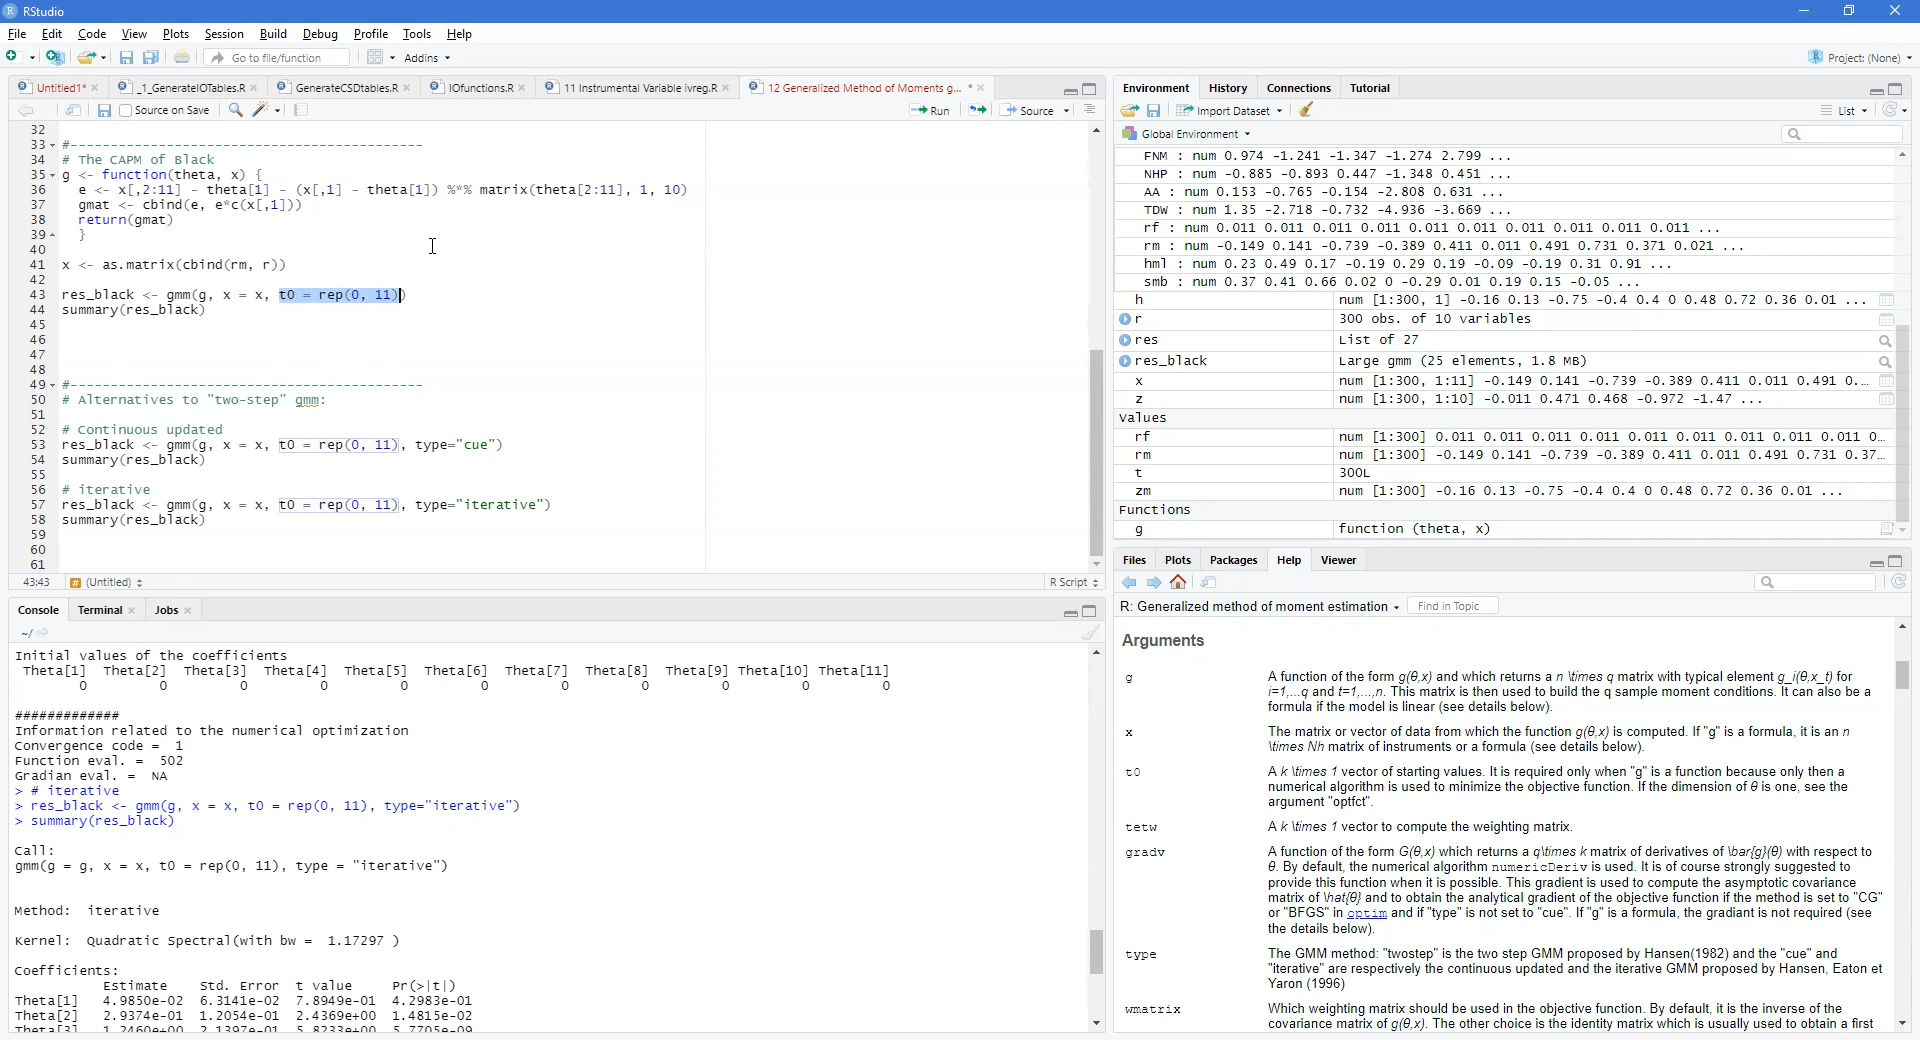 RStudio
File Edit Code View Plots Session Build Debug Profile Tools Help
Go to file/function Addins Project: (None)
Untitled1* _1_GenerateIOTables.R GenerateCSDtables.R IOfunctions.R 11 Instrumental Variable ivreg.R 12 Generalized Method of Moments g... *
Source on Save Run Source
32
33 #-------------------------------------------
34 # The CAPM of Black
35 g <- function(theta, x) {
36 e <- x[,2:11] - theta[1] - (x[,1] - theta[1]) %*% matrix(theta[2:11], 1, 10)
37 gmat <- cbind(e, e*c(x[,1]))
38 return(gmat)
39 }
40
41 x <- as.matrix(cbind(rm, r))
42
43 res_black <- gmm(g, x = x, t0 = rep(0, 11))
44 summary(res_black)
45
46
47
48
49 #-------------------------------------------
50 # Alternatives to "two-step" gmm:
51
52 # Continuous updated
53 res_black <- gmm(g, x = x, t0 = rep(0, 11), type="cue")
54 summary(res_black)
55
56 # iterative
57 res_black <- gmm(g, x = x, t0 = rep(0, 11), type="iterative")
58 summary(res_black)
59
60
61
43:43 # (Untitled) R Script
Console Terminal Jobs
~/
Initial values of the coefficients
Theta[1] Theta[2] Theta[3] Theta[4] Theta[5] Theta[6] Theta[7] Theta[8] Theta[9] Theta[10] Theta[11]
0 0 0 0 0 0 0 0 0 0 0
#############
Information related to the numerical optimization
Convergence code = 1
Function eval. = 502
Gradian eval. = NA
> # iterative
> res_black <- gmm(g, x = x, t0 = rep(0, 11), type="iterative")
> summary(res_black)
Call:
gmm(g = g, x = x, t0 = rep(0, 11), type = "iterative")
Method: iterative
Kernel: Quadratic Spectral(with bw = 1.17297 )
Coefficients:
Estimate Std. Error t value Pr(>|t|)
Theta[1] 4.9850e-02 6.3141e-02 7.8949e-01 4.2983e-01
Theta[2] 2.9374e-01 1.2054e-01 2.4369e+00 1.4815e-02
Theta[3] 1.2460e+00 2.1397e-01 5.8233e+00 5.7705e-09
Environment History Connections Tutorial
Import Dataset List
Global Environment
FNM : num 0.974 -1.241 -1.347 -1.274 2.799 ...
NHP : num -0.885 -0.893 0.447 -1.348 0.451 ...
AA : num 0.153 -0.765 -0.154 -2.808 0.631 ...
TDW : num 1.35 -2.718 -0.732 -4.936 -3.669 ...
rf : num 0.011 0.011 0.011 0.011 0.011 0.011 0.011 0.011 0.011 0.011 ...
rm : num -0.149 0.141 -0.739 -0.389 0.411 0.011 0.491 0.731 0.371 0.021 ...
hml : num 0.23 0.49 0.17 -0.19 0.29 0.19 -0.09 -0.19 0.31 0.91 ...
smb : num 0.37 0.41 0.66 0.02 0 -0.29 0.01 0.19 0.15 -0.05 ...
h num [1:300, 1] -0.16 0.13 -0.75 -0.4 0.4 0 0.48 0.72 0.36 0.01 ...
r 300 obs. of 10 variables
res List of 27
res_black Large gmm (25 elements, 1.8 MB)
x num [1:300, 1:11] -0.149 0.141 -0.739 -0.389 0.411 0.011 0.491 0....
z num [1:300, 1:10] -0.011 0.471 0.468 -0.972 -1.47 ...
Values
rf num [1:300] 0.011 0.011 0.011 0.011 0.011 0.011 0.011 0.011 0.011 0...
rm num [1:300] -0.149 0.141 -0.739 -0.389 0.411 0.011 0.491 0.731 0.37...
t 300L
zm num [1:300] -0.16 0.13 -0.75 -0.4 0.4 0 0.48 0.72 0.36 0.01 ...
Functions
g function (theta, x)
Files Plots Packages Help Viewer
R: Generalized method of moment estimation Find in Topic
Arguments
g A function of the form g(θ,x) and which returns a n \times q matrix with typical element g_i(θ,x_t) for
i=1,...q and t=1,...,n. This matrix is then used to build the q sample moment conditions. It can also be a
formula if the model is linear (see details below).
x The matrix or vector of data from which the function g(θ,x) is computed. If "g" is a formula, it is an n
\times Nh matrix of instruments or a formula (see details below).
t0 A k \times 1 vector of starting values. It is required only when "g" is a function because only then a
numerical algorithm is used to minimize the objective function. If the dimension of θ is one, see the
argument "optfct".
tetw A k \times 1 vector to compute the weighting matrix.
gradv A function of the form G(θ,x) which returns a q\times k matrix of derivatives of \bar{g}(θ) with respect to
θ. By default, the numerical algorithm numericDeriv is used. It is of course strongly suggested to
provide this function when it is possible. This gradient is used to compute the asymptotic covariance
matrix of \hat{θ} and to obtain the analytical gradient of the objective function if the method is set to "CG"
or "BFGS" in optim and if "type" is not set to "cue". If "g" is a formula, the gradiant is not required (see
the details below).
type The GMM method: "twostep" is the two step GMM proposed by Hansen(1982) and the "cue" and
"iterative" are respectively the continuous updated and the iterative GMM proposed by Hansen, Eaton et
Yaron (1996)
wmatrix Which weighting matrix should be used in the objective function. By default, it is the inverse of the
covariance matrix of g(θ,x). The other choice is the identity matrix which is usually used to obtain a first